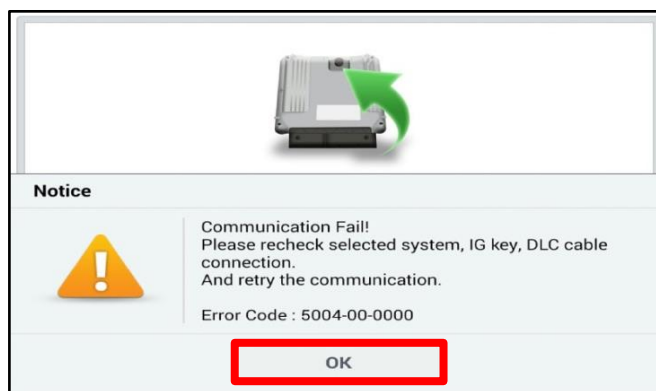 Notice
Communication Fail!
Please recheck selected system, IG key, DLC cable
connection.
And retry the communication.
Error Code : 5004-00-0000
OK